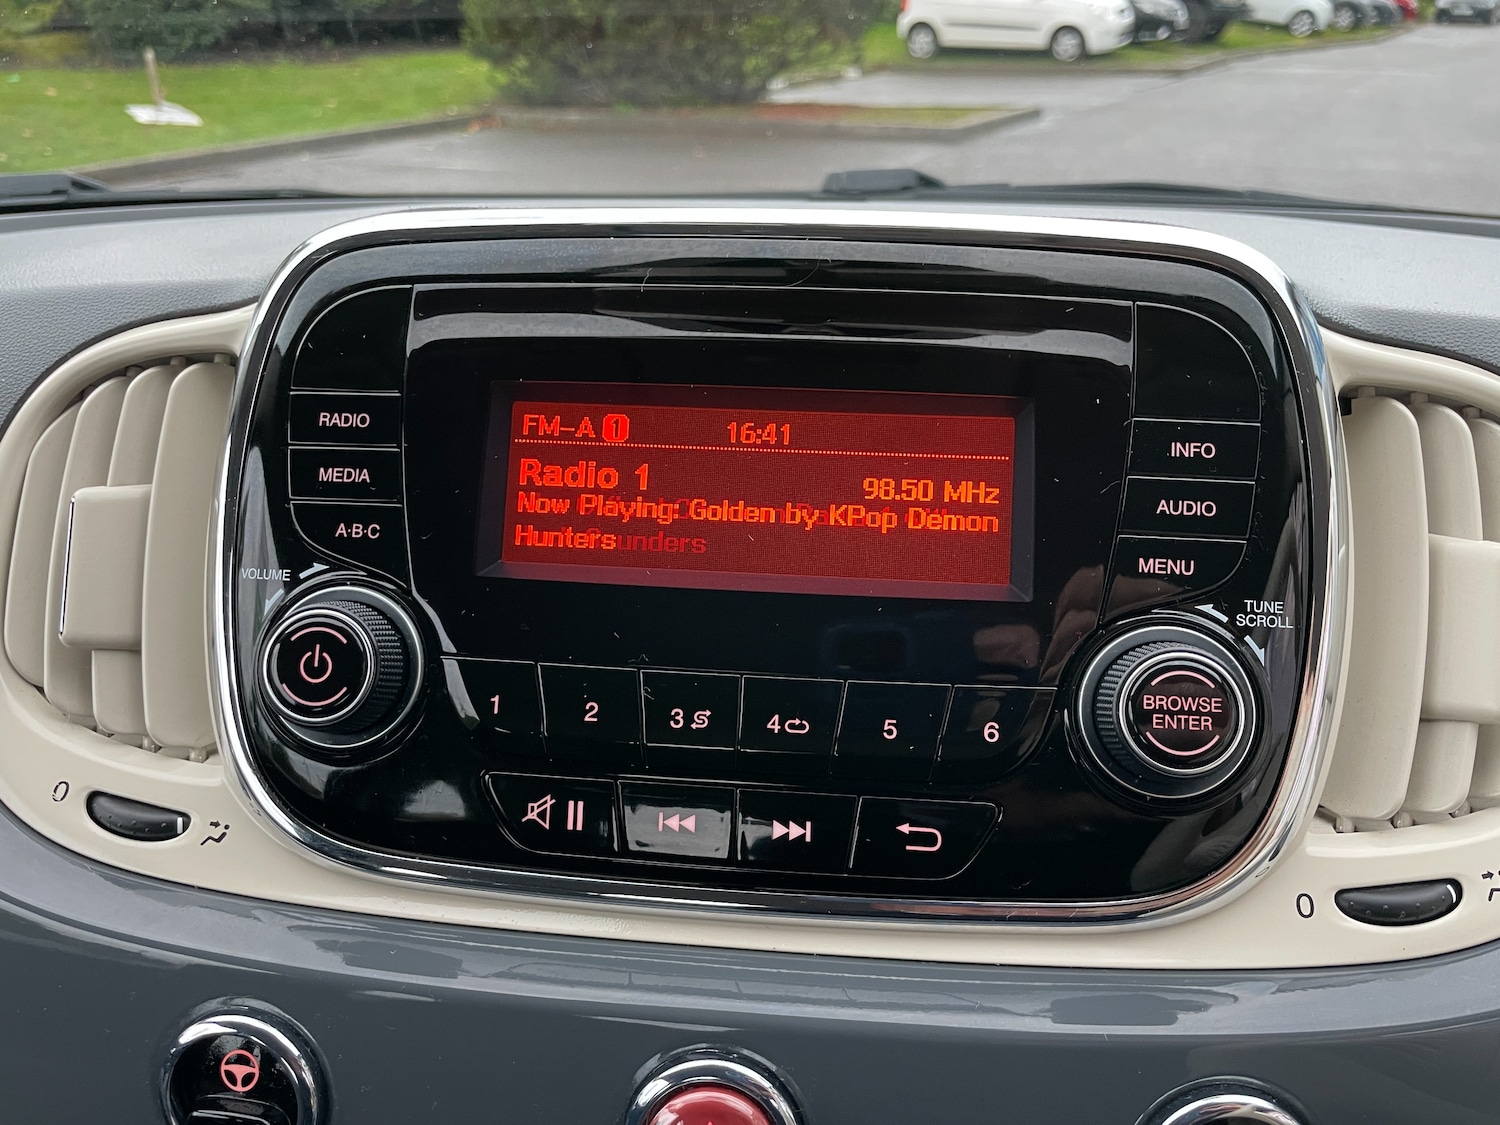 FM-A 1 16:41
Radio 1 98.50 MHz
Now Playing: Golden by KPop Demon
Hunters
RADIO
MEDIA
A·B·C
VOLUME
INFO
AUDIO
MENU
TUNE
SCROLL
BROWSE
ENTER
1 2 3 4 5 6
0
0